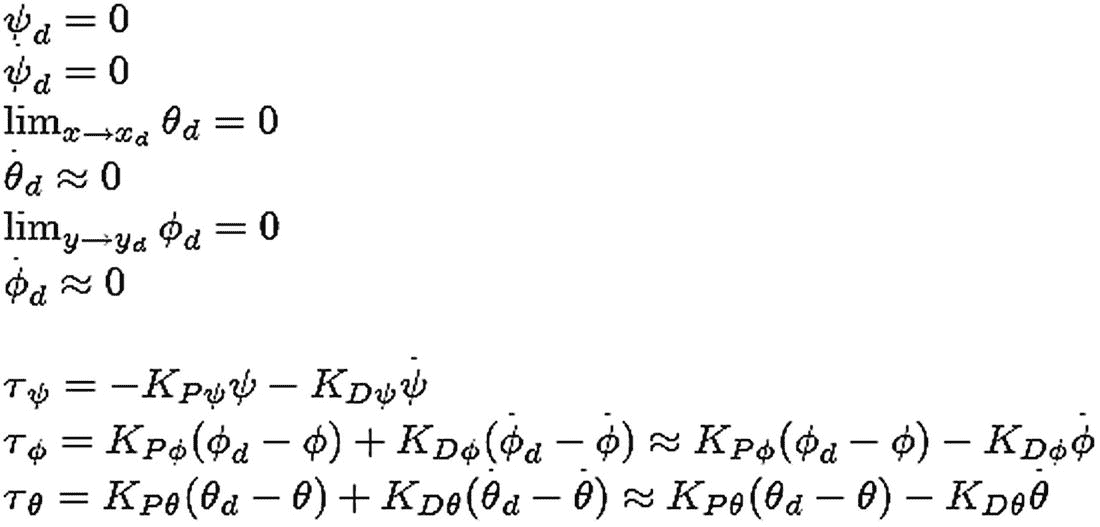 ψ_d = 0
ψ̇_d = 0
lim_{x→x_d} θ_d = 0
θ̇_d ≈ 0
lim_{y→y_d} ϕ_d = 0
ϕ̇_d ≈ 0
τ_ψ = −K_{Pψ}ψ − K_{Dψ}ψ̇
τ_ϕ = K_{Pϕ}(ϕ_d − ϕ) + K_{Dϕ}(ϕ̇_d − ϕ̇) ≈ K_{Pϕ}(ϕ_d − ϕ) − K_{Dϕ}ϕ̇
τ_θ = K_{Pθ}(θ_d − θ) + K_{Dθ}(θ̇_d − θ̇) ≈ K_{Pθ}(θ_d − θ) − K_{Dθ}θ̇